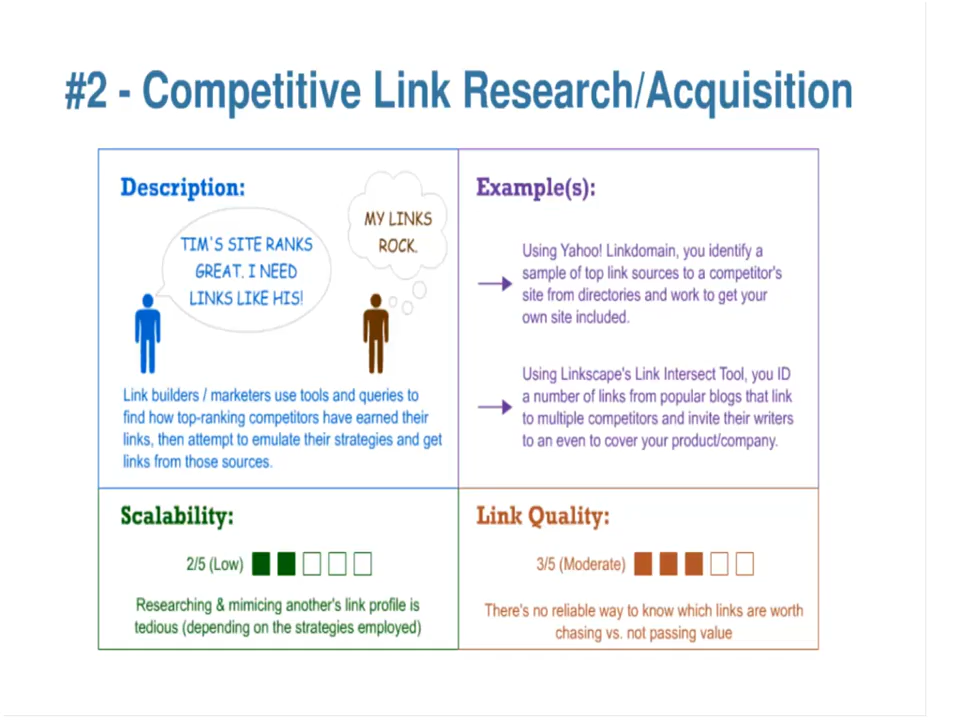 #2 - Competitive Link Research/Acquisition
Description:
TIM'S SITE RANKS
GREAT. I NEED
LINKS LIKE HIS!
MY LINKS
ROCK.
Link builders / marketers use tools and queries to
find how top-ranking competitors have earned their
links, then attempt to emulate their strategies and get
links from those sources.
Example(s):
Using Yahoo! Linkdomain, you identify a
sample of top link sources to a competitor's
site from directories and work to get your
own site included.
Using Linkscape's Link Intersect Tool, you ID
a number of links from popular blogs that link
to multiple competitors and invite their writers
to an even to cover your product/company.
Scalability:
2/5 (Low)
Researching & mimicing another's link profile is
tedious (depending on the strategies employed)
Link Quality:
3/5 (Moderate)
There's no reliable way to know which links are worth
chasing vs. not passing value